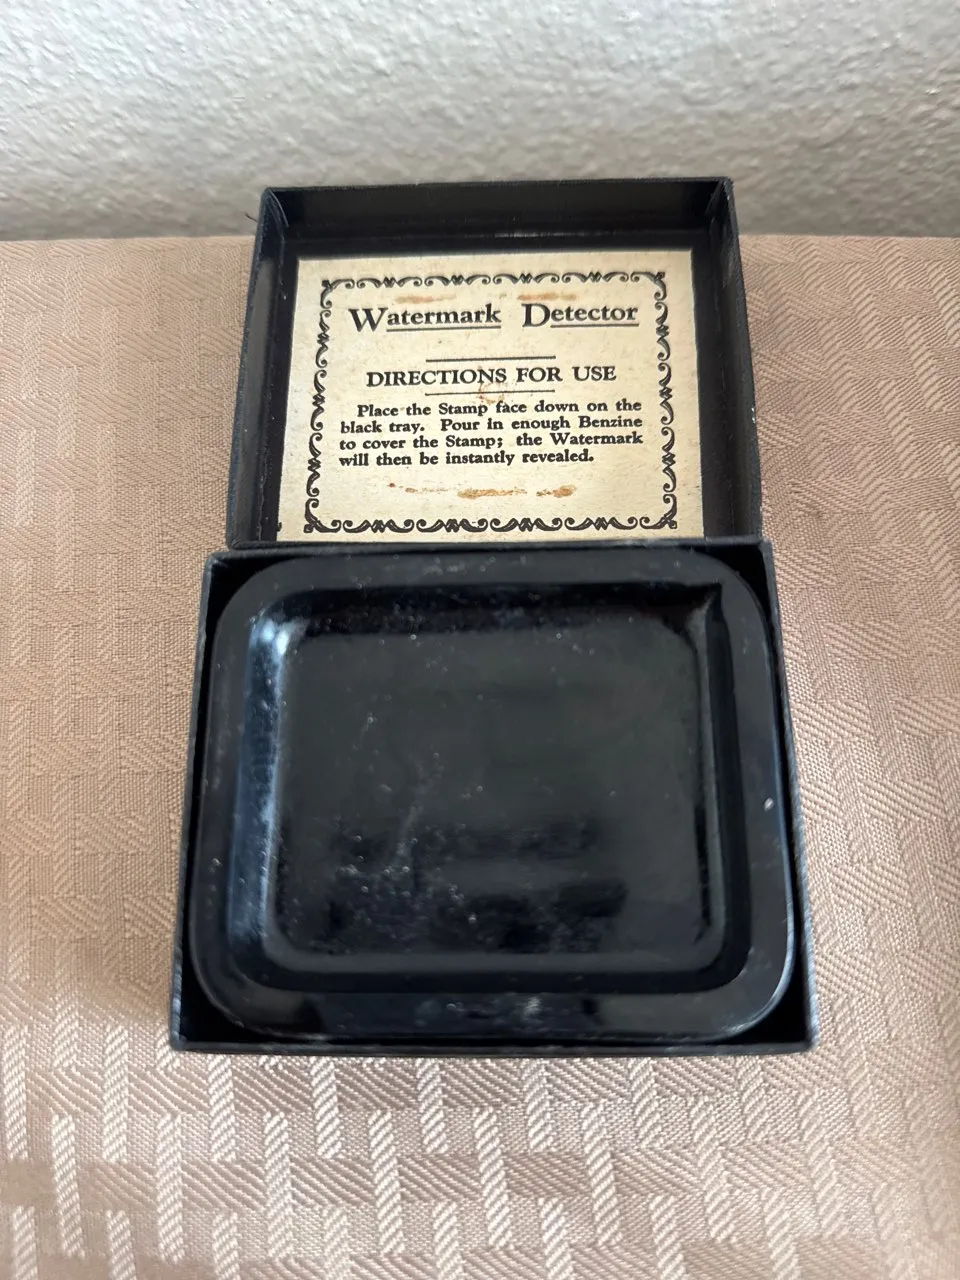 Watermark Detector
DIRECTIONS FOR USE
Place the Stamp face down on the
black tray. Pour in enough Benzine
to cover the Stamp; the Watermark
will then be instantly revealed.